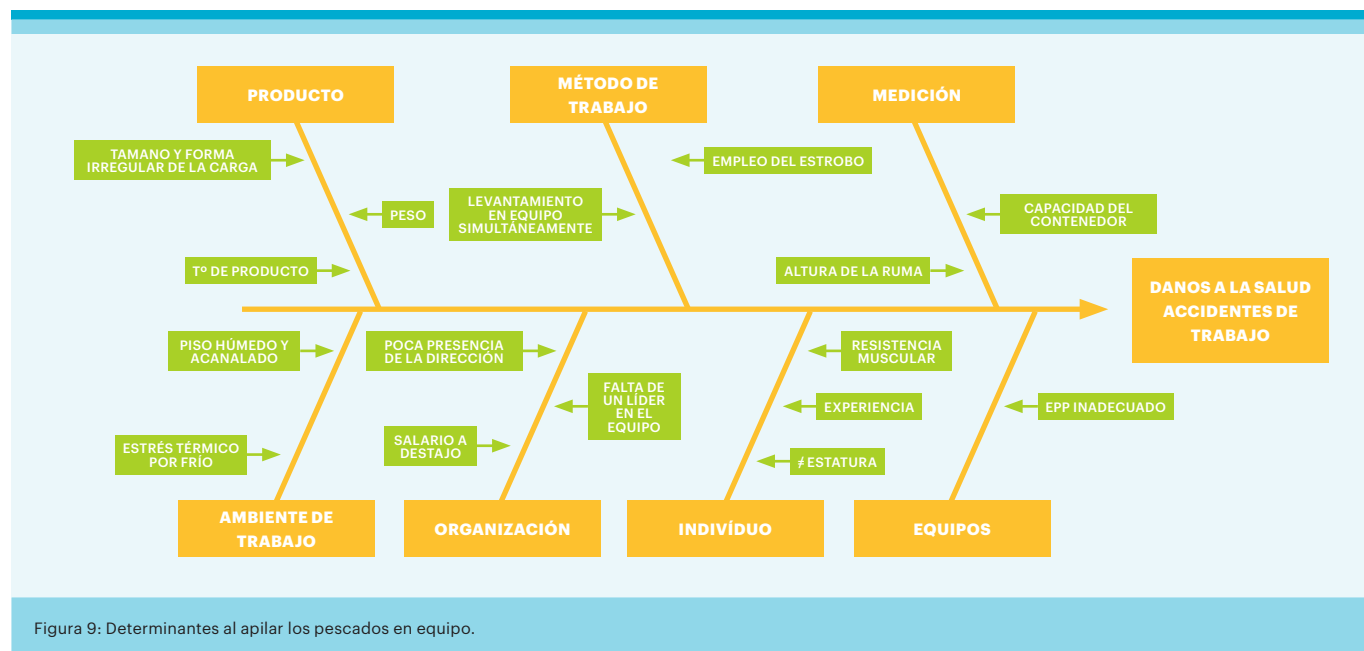 PRODUCTO
MÉTODO DE
TRABAJO
MEDICIÓN
TAMANO Y FORMA
IRREGULAR DE LA CARGA
EMPLEO DEL ESTROBO
PESO
LEVANTAMIENTO
EN EQUIPO
SIMULTÁNEAMENTE
CAPACIDAD DEL
CONTENEDOR
Tº DE PRODUCTO
ALTURA DE LA RUMA
DANOS A LA SALUD
ACCIDENTES DE
TRABAJO
PISO HÚMEDO Y
ACANALADO
POCA PRESENCIA
DE LA DIRECCIÓN
RESISTENCIA
MUSCULAR
FALTA DE
UN LÍDER
EN EL
EQUIPO
EXPERIENCIA
EPP INADECUADO
ESTRÉS TÉRMICO
POR FRÍO
SALARIO A
DESTAJO
≠ ESTATURA
AMBIENTE DE
TRABAJO
ORGANIZACIÓN
INDIVÍDUO
EQUIPOS
Figura 9: Determinantes al apilar los pescados en equipo.